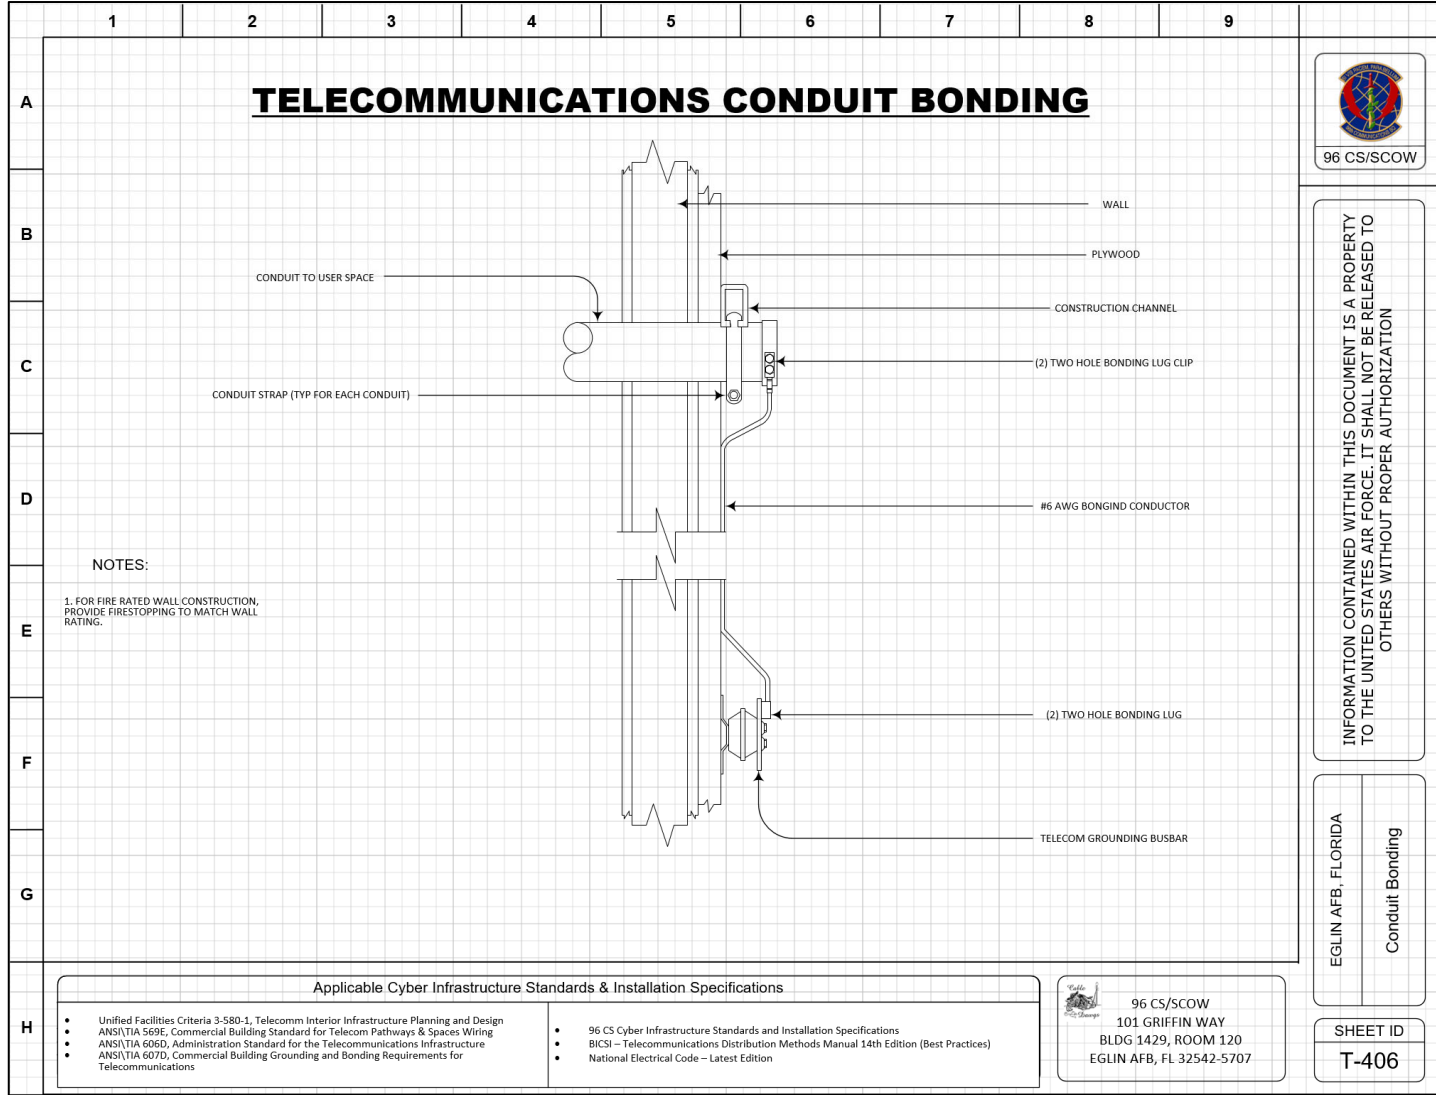 1 2 3 4 5 6 7 8 9
A
B
C
D
E
F
G
H
TELECOMMUNICATIONS CONDUIT BONDING
WALL
PLYWOOD
CONDUIT TO USER SPACE
CONSTRUCTION CHANNEL
(2) TWO HOLE BONDING LUG CLIP
CONDUIT STRAP (TYP FOR EACH CONDUIT)
#6 AWG BONGIND CONDUCTOR
NOTES:
1. FOR FIRE RATED WALL CONSTRUCTION,
PROVIDE FIRESTOPPING TO MATCH WALL
RATING.
(2) TWO HOLE BONDING LUG
TELECOM GROUNDING BUSBAR
96 CS/SCOW
INFORMATION CONTAINED WITHIN THIS DOCUMENT IS A PROPERTY
TO THE UNITED STATES AIR FORCE. IT SHALL NOT BE RELEASED TO
OTHERS WITHOUT PROPER AUTHORIZATION
EGLIN AFB, FLORIDA
Conduit Bonding
Applicable Cyber Infrastructure Standards & Installation Specifications
• Unified Facilities Criteria 3-580-1, Telecomm Interior Infrastructure Planning and Design
• ANSI\TIA 569E, Commercial Building Standard for Telecom Pathways & Spaces Wiring
• ANSI\TIA 606D, Administration Standard for the Telecommunications Infrastructure
• ANSI\TIA 607D, Commercial Building Grounding and Bonding Requirements for
Telecommunications
• 96 CS Cyber Infrastructure Standards and Installation Specifications
• BICSI – Telecommunications Distribution Methods Manual 14th Edition (Best Practices)
• National Electrical Code – Latest Edition
Cable
Dawgs
96 CS/SCOW
101 GRIFFIN WAY
BLDG 1429, ROOM 120
EGLIN AFB, FL 32542-5707
SHEET ID
T-406